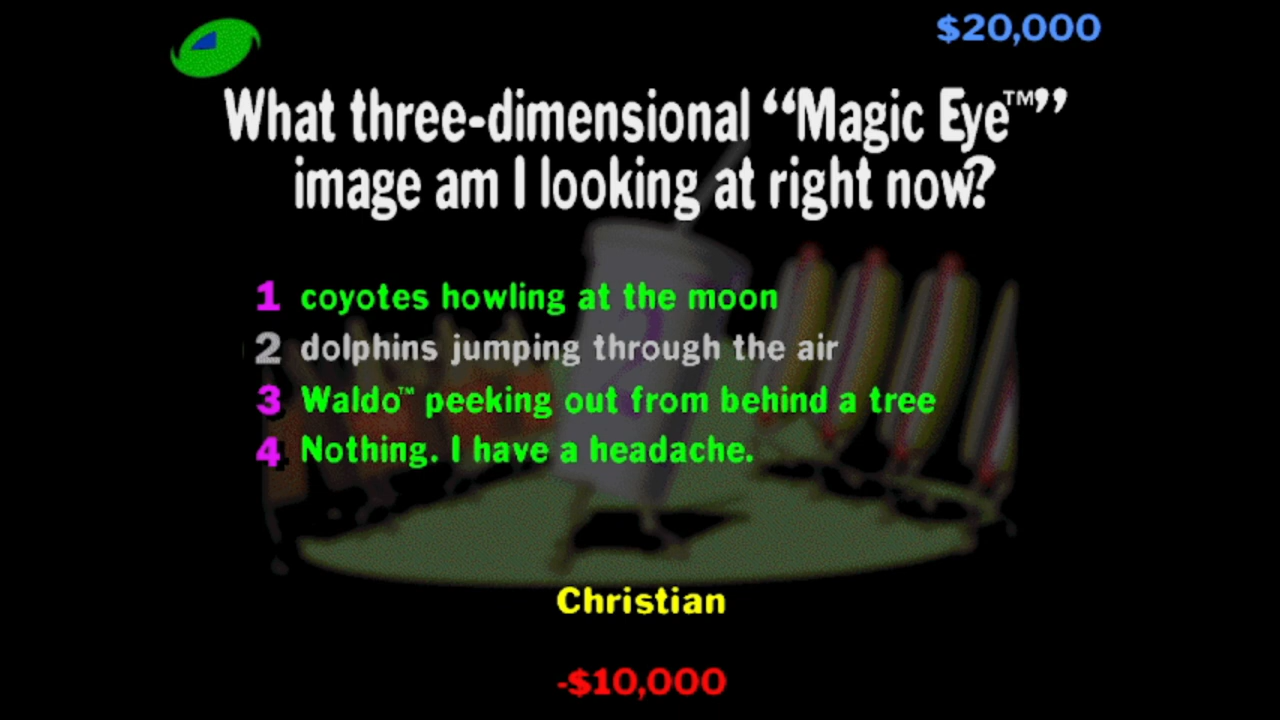 $20,000
What three-dimensional “Magic Eye™”
image am I looking at right now?
1 coyotes howling at the moon
2 dolphins jumping through the air
3 Waldo™ peeking out from behind a tree
4 Nothing. I have a headache.
Christian
-$10,000